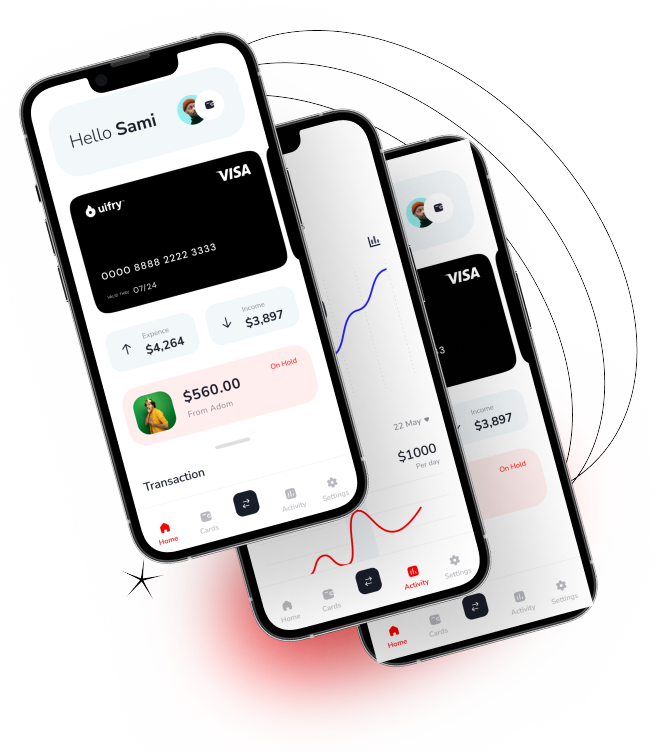 Hello Sami
VISA
ulfry
0000 8888 2222 3333
VALID THRU 07/24
Expence
$4,264
Income
$3,897
On Hold
$560.00
From Adom
Transaction
Home
Cards
Activity
Settings
22 May
$1000
Per day
Home
Cards
Activity
Settings
VISA
3
Income
$3,897
On Hold
Home
Cards
Activity
Settings